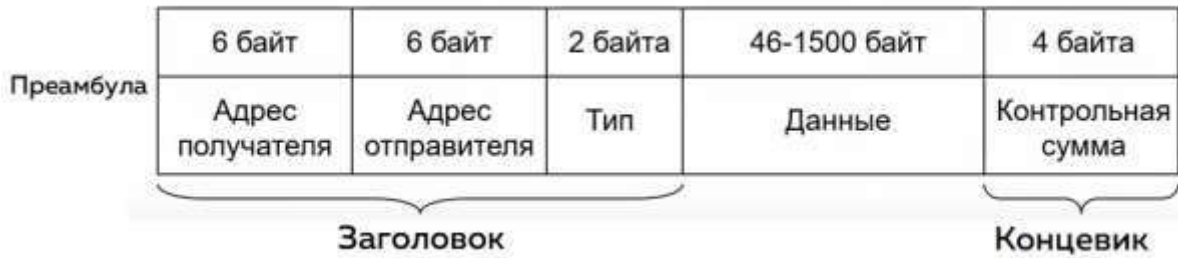 6 байт 6 байт 2 байта 46-1500 байт 4 байта
Преамбула
Адрес получателя
Адрес отправителя
Тип
Данные
Контрольная сумма
Заголовок
Концевик